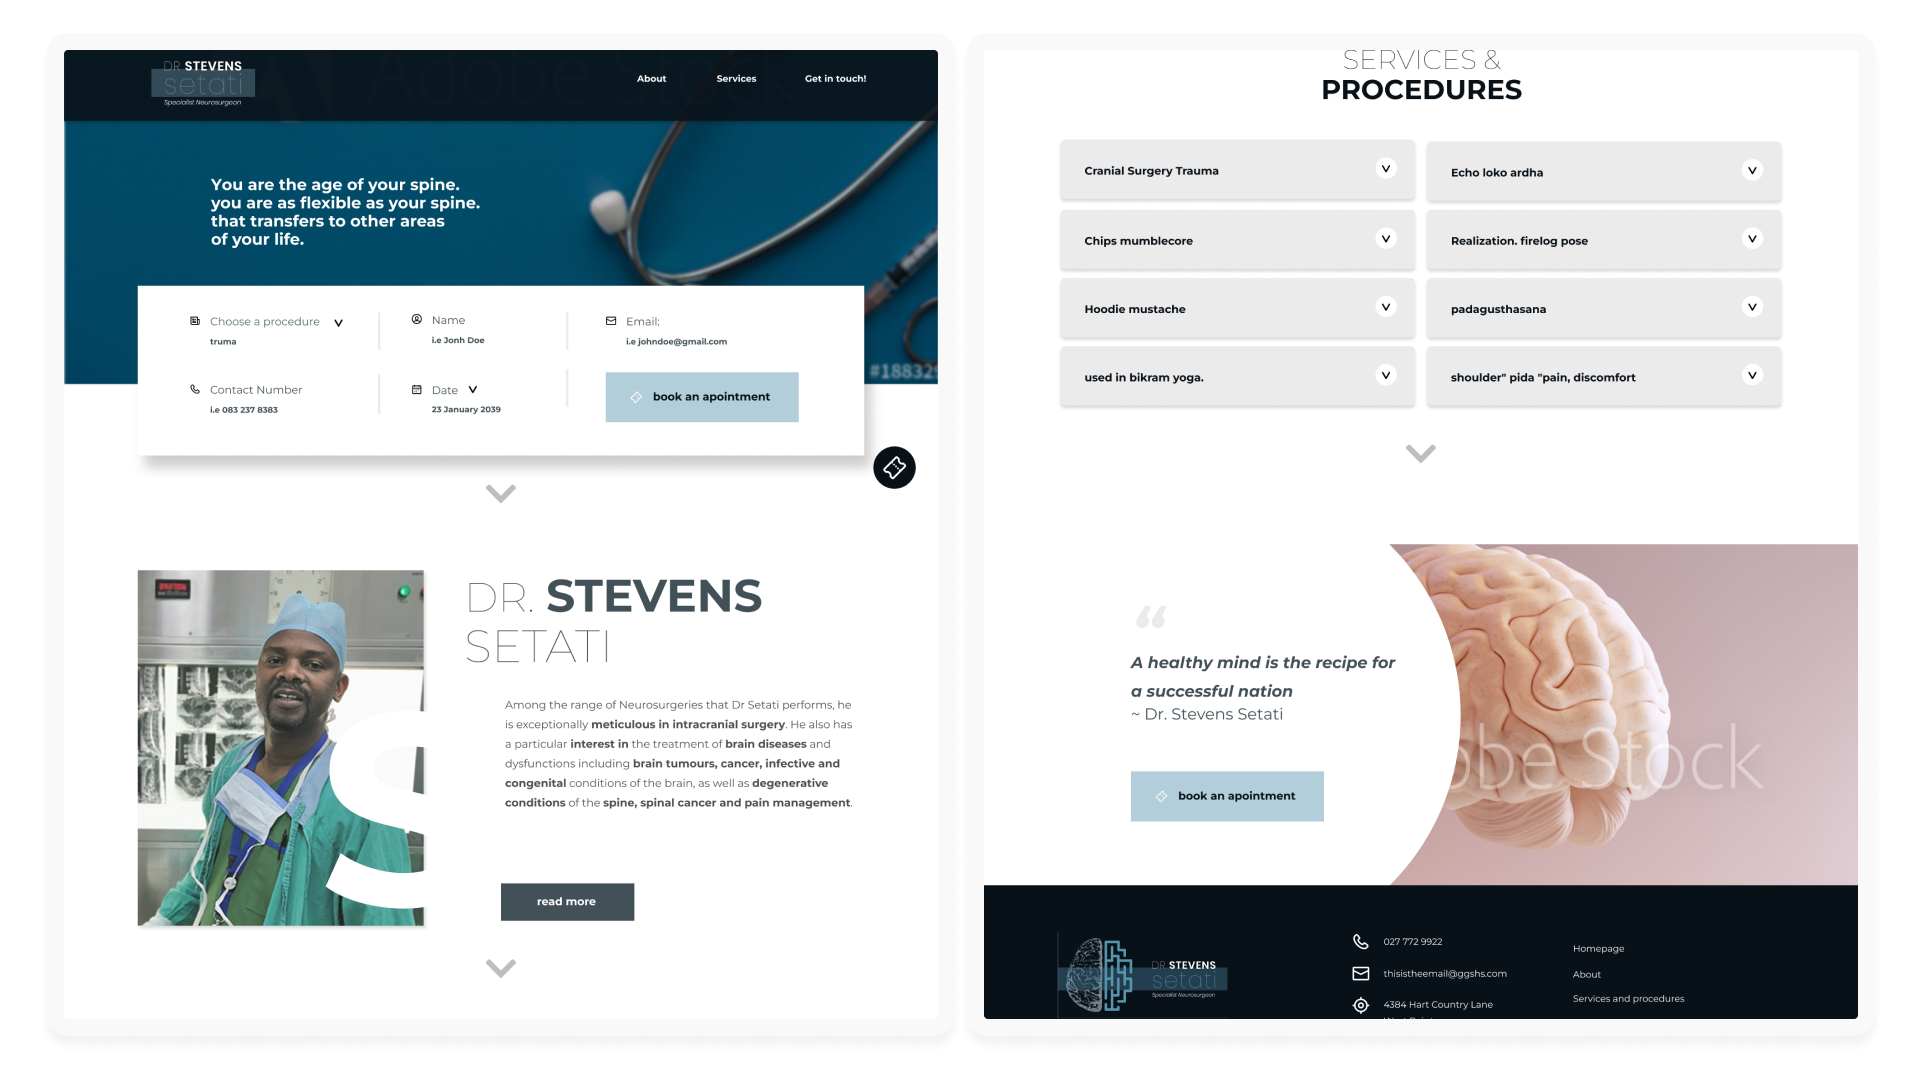 DR STEVENS
setati
Specialist Neurosurgeon
About
Services
Get in touch!
You are the age of your spine.
you are as flexible as your spine.
that transfers to other areas
of your life.
Choose a procedure
truma
Name
i.e Jonh Doe
Email:
i.e johndoe@gmail.com
Contact Number
i.e 083 237 8383
Date
23 January 2039
book an apointment
#188329
DR. STEVENS
SETATI
S
Among the range of Neurosurgeries that Dr Setati performs, he
is exceptionally meticulous in intracranial surgery. He also has
a particular interest in the treatment of brain diseases and
dysfunctions including brain tumours, cancer, infective and
congenital conditions of the brain, as well as degenerative
conditions of the spine, spinal cancer and pain management.
read more
SERVICES &
PROCEDURES
Cranial Surgery Trauma
Echo loko ardha
Chips mumblecore
Realization. firelog pose
Hoodie mustache
padagusthasana
used in bikram yoga.
shoulder" pida "pain, discomfort
“
A healthy mind is the recipe for
a successful nation
~ Dr. Stevens Setati
book an apointment
obe Stock
DR STEVENS
setati
Specialist Neurosurgeon
027 772 9922
thisistheemail@ggshs.com
4384 Hart Country Lane
Homepage
About
Services and procedures